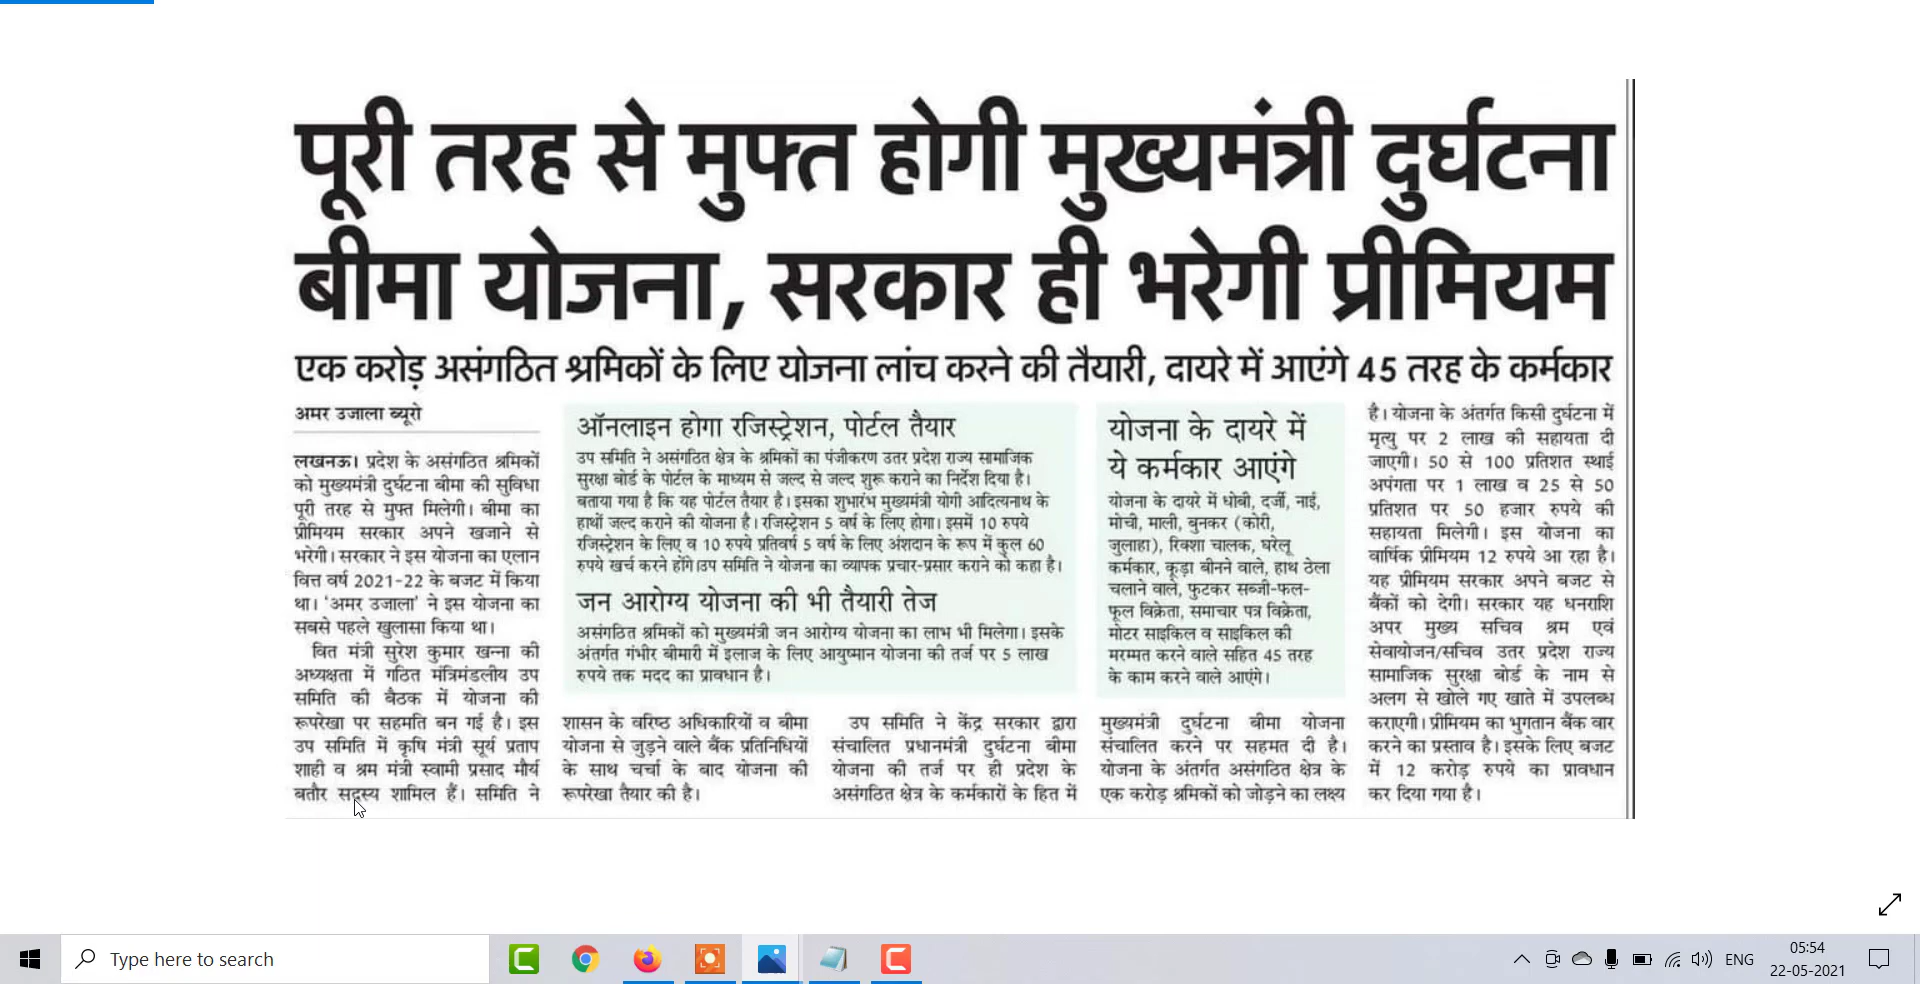 पूरी तरह से मुफ्त होगी मुख्यमंत्री दुर्घटना
बीमा योजना, सरकार ही भरेगी प्रीमियम
एक करोड़ असंगठित श्रमिकों के लिए योजना लांच करने की तैयारी, दायरे में आएंगे 45 तरह के कर्मकार
अमर उजाला ब्यूरो
लखनऊ। प्रदेश के असंगठित श्रमिकों
को मुख्यमंत्री दुर्घटना बीमा की सुविधा
पूरी तरह से मुफ्त मिलेगी। बीमा का
प्रीमियम सरकार अपने खजाने से
भरेगी। सरकार ने इस योजना का एलान
वित्त वर्ष 2021-22 के बजट में किया
था। 'अमर उजाला' ने इस योजना का
सबसे पहले खुलासा किया था।
वित मंत्री सुरेश कुमार खन्ना की
अध्यक्षता में गठित मंत्रिमंडलीय उप
समिति की बैठक में योजना की
रूपरेखा पर सहमति बन गई है। इस
उप समिति में कृषि मंत्री सूर्य प्रताप
शाही व श्रम मंत्री स्वामी प्रसाद मौर्य
बतौर सदस्य शामिल हैं। समिति ने
ऑनलाइन होगा रजिस्ट्रेशन, पोर्टल तैयार
उप समिति ने असंगठित क्षेत्र के श्रमिकों का पंजीकरण उतर प्रदेश राज्य सामाजिक
सुरक्षा बोर्ड के पोर्टल के माध्यम से जल्द से जल्द शुरू कराने का निर्देश दिया है।
बताया गया है कि यह पोर्टल तैयार है। इसका शुभारंभ मुख्यमंत्री योगी आदित्यनाथ के
हाथों जल्द कराने की योजना है। रजिस्ट्रेशन 5 वर्ष के लिए होगा। इसमें 10 रुपये
रजिस्ट्रेशन के लिए व 10 रुपये प्रतिवर्ष 5 वर्ष के लिए अंशदान के रूप में कुल 60
रुपये खर्च करने होंगे।उप समिति ने योजना का व्यापक प्रचार-प्रसार कराने को कहा है।
जन आरोग्य योजना की भी तैयारी तेज
असंगठित श्रमिकों को मुख्यमंत्री जन आरोग्य योजना का लाभ भी मिलेगा। इसके
अंतर्गत गंभीर बीमारी में इलाज के लिए आयुष्मान योजना की तर्ज पर 5 लाख
रुपये तक मदद का प्रावधान है।
शासन के वरिष्ठ अधिकारियों व बीमा
योजना से जुड़ने वाले बैंक प्रतिनिधियों
के साथ चर्चा के बाद योजना की
रूपरेखा तैयार की है।
उप समिति ने केंद्र सरकार द्वारा
संचालित प्रधानमंत्री दुर्घटना बीमा
योजना की तर्ज पर ही प्रदेश के
असंगठित क्षेत्र के कर्मकारों के हित में
योजना के दायरे में
ये कर्मकार आएंगे
योजना के दायरे में धोबी, दर्जी, नाई,
मोची, माली, बुनकर (कोरी,
जुलाहा), रिक्शा चालक, घरेलू
कर्मकार, कूड़ा बीनने वाले, हाथ ठेला
चलाने वाले, फुटकर सब्जी-फल-
फूल विक्रेता, समाचार पत्र विक्रेता,
मोटर साइकिल व साइकिल की
मरम्मत करने वाले सहित 45 तरह
के काम करने वाले आएंगे।
मुख्यमंत्री दुर्घटना बीमा योजना
संचालित करने पर सहमत दी है।
योजना के अंतर्गत असंगठित क्षेत्र के
एक करोड़ श्रमिकों को जोड़ने का लक्ष्य
है। योजना के अंतर्गत किसी दुर्घटना में
मृत्यु पर 2 लाख की सहायता दी
जाएगी। 50 से 100 प्रतिशत स्थाई
अपंगता पर 1 लाख व 25 से 50
प्रतिशत पर 50 हजार रुपये की
सहायता मिलेगी। इस योजना का
वार्षिक प्रीमियम 12 रुपये आ रहा है।
यह प्रीमियम सरकार अपने बजट से
बैंकों को देगी। सरकार यह धनराशि
अपर मुख्य सचिव श्रम एवं
सेवायोजन/सचिव उतर प्रदेश राज्य
सामाजिक सुरक्षा बोर्ड के नाम से
अलग से खोले गए खाते में उपलब्ध
कराएगी। प्रीमियम का भुगतान बैंक वार
करने का प्रस्ताव है। इसके लिए बजट
में 12 करोड़ रुपये का प्रावधान
कर दिया गया है।
Type here to search
ENG
05:54
22-05-2021